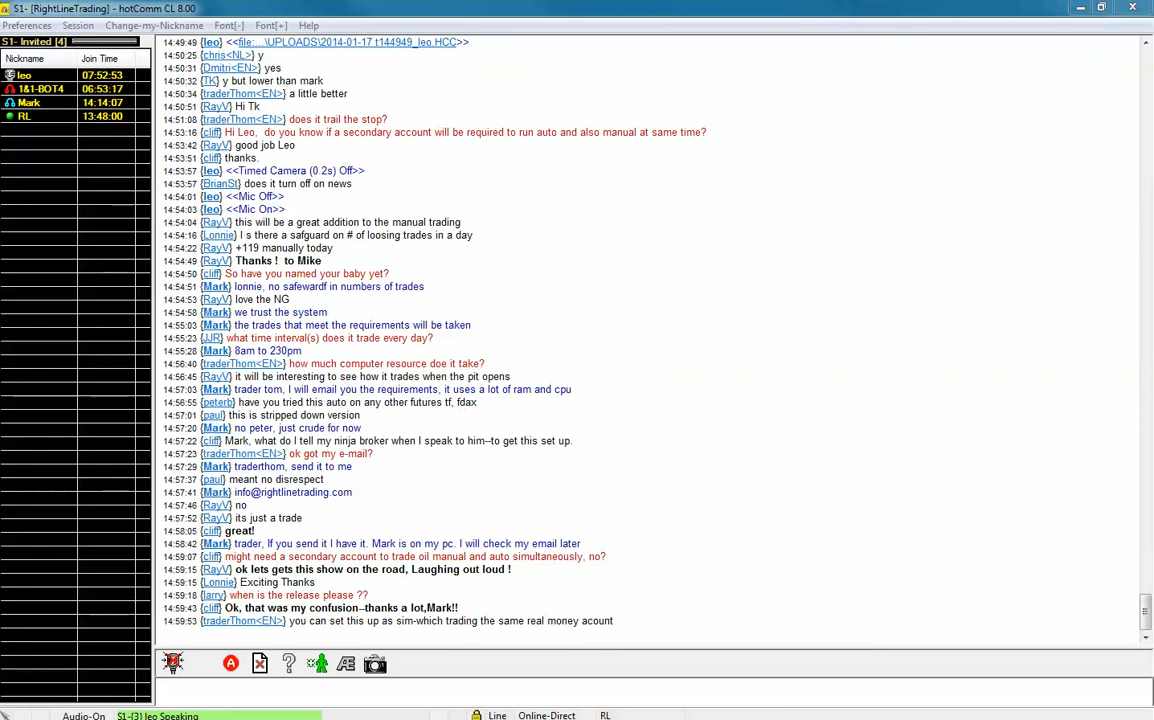 S1- [RightLineTrading] - hotComm CL 8.00
Preferences Session Change-my-Nickname Font[-] Font[+] Help
S1- Invited [4]
Nickname Join Time
leo 07:52:53
1&1-BOT4 06:53:17
Mark 14:14:07
RL 13:48:00
14:49:49 {leo} <<file:...\UPLOADS\2014-01-17 t144949_leo.HCC>>
14:50:25 {chris<NL>} y
14:50:31 {Dmitri<EN>} yes
14:50:32 {TK} y but lower than mark
14:50:34 {traderThom<EN>} a little better
14:50:51 {RayV} Hi Tk
14:51:08 {traderThom<EN>} does it trail the stop?
14:53:16 {cliff} Hi Leo, do you know if a secondary account will be required to run auto and also manual at same time?
14:53:42 {RayV} good job Leo
14:53:51 {cliff} thanks.
14:53:57 {leo} <<Timed Camera (0.2s) Off>>
14:53:57 {BrianSt} does it turn off on news
14:54:01 {leo} <<Mic Off>>
14:54:03 {leo} <<Mic On>>
14:54:04 {RayV} this will be a great addition to the manual trading
14:54:16 {Lonnie} I s there a safguard on # of loosing trades in a day
14:54:22 {RayV} +119 manually today
14:54:49 {RayV} Thanks ! to Mike
14:54:50 {cliff} So have you named your baby yet?
14:54:51 {Mark} lonnie, no safewardf in numbers of trades
14:54:53 {RayV} love the NG
14:54:58 {Mark} we trust the system
14:55:03 {Mark} the trades that meet the requirements will be taken
14:55:23 {JJR} what time interval(s) does it trade every day?
14:55:28 {Mark} 8am to 230pm
14:56:40 {traderThom<EN>} how much computer resource doe it take?
14:56:45 {RayV} it will be interesting to see how it trades when the pit opens
14:57:03 {Mark} trader tom, I will email you the requirements, it uses a lot of ram and cpu
14:56:55 {peterb} have you tried this auto on any other futures tf, fdax
14:57:01 {paul} this is stripped down version
14:57:20 {Mark} no peter, just crude for now
14:57:22 {cliff} Mark, what do I tell my ninja broker when I speak to him--to get this set up.
14:57:23 {traderThom<EN>} ok got my e-mail?
14:57:29 {Mark} traderthom, send it to me
14:57:37 {paul} meant no disrespect
14:57:41 {Mark} info@rightlinetrading.com
14:57:46 {RayV} no
14:57:52 {RayV} its just a trade
14:58:05 {cliff} great!
14:58:42 {Mark} trader, If you send it I have it. Mark is on my pc. I will check my email later
14:59:07 {cliff} might need a secondary account to trade oil manual and auto simultaneously, no?
14:59:15 {RayV} ok lets gets this show on the road, Laughing out loud !
14:59:15 {Lonnie} Exciting Thanks
14:59:18 {larry} when is the release please ??
14:59:43 {cliff} Ok, that was my confusion--thanks a lot,Mark!!
14:59:53 {traderThom<EN>} you can set this up as sim-which trading the same real money acount
A ? Æ
Audio-On S1-(3) leo Speaking Line Online-Direct RL